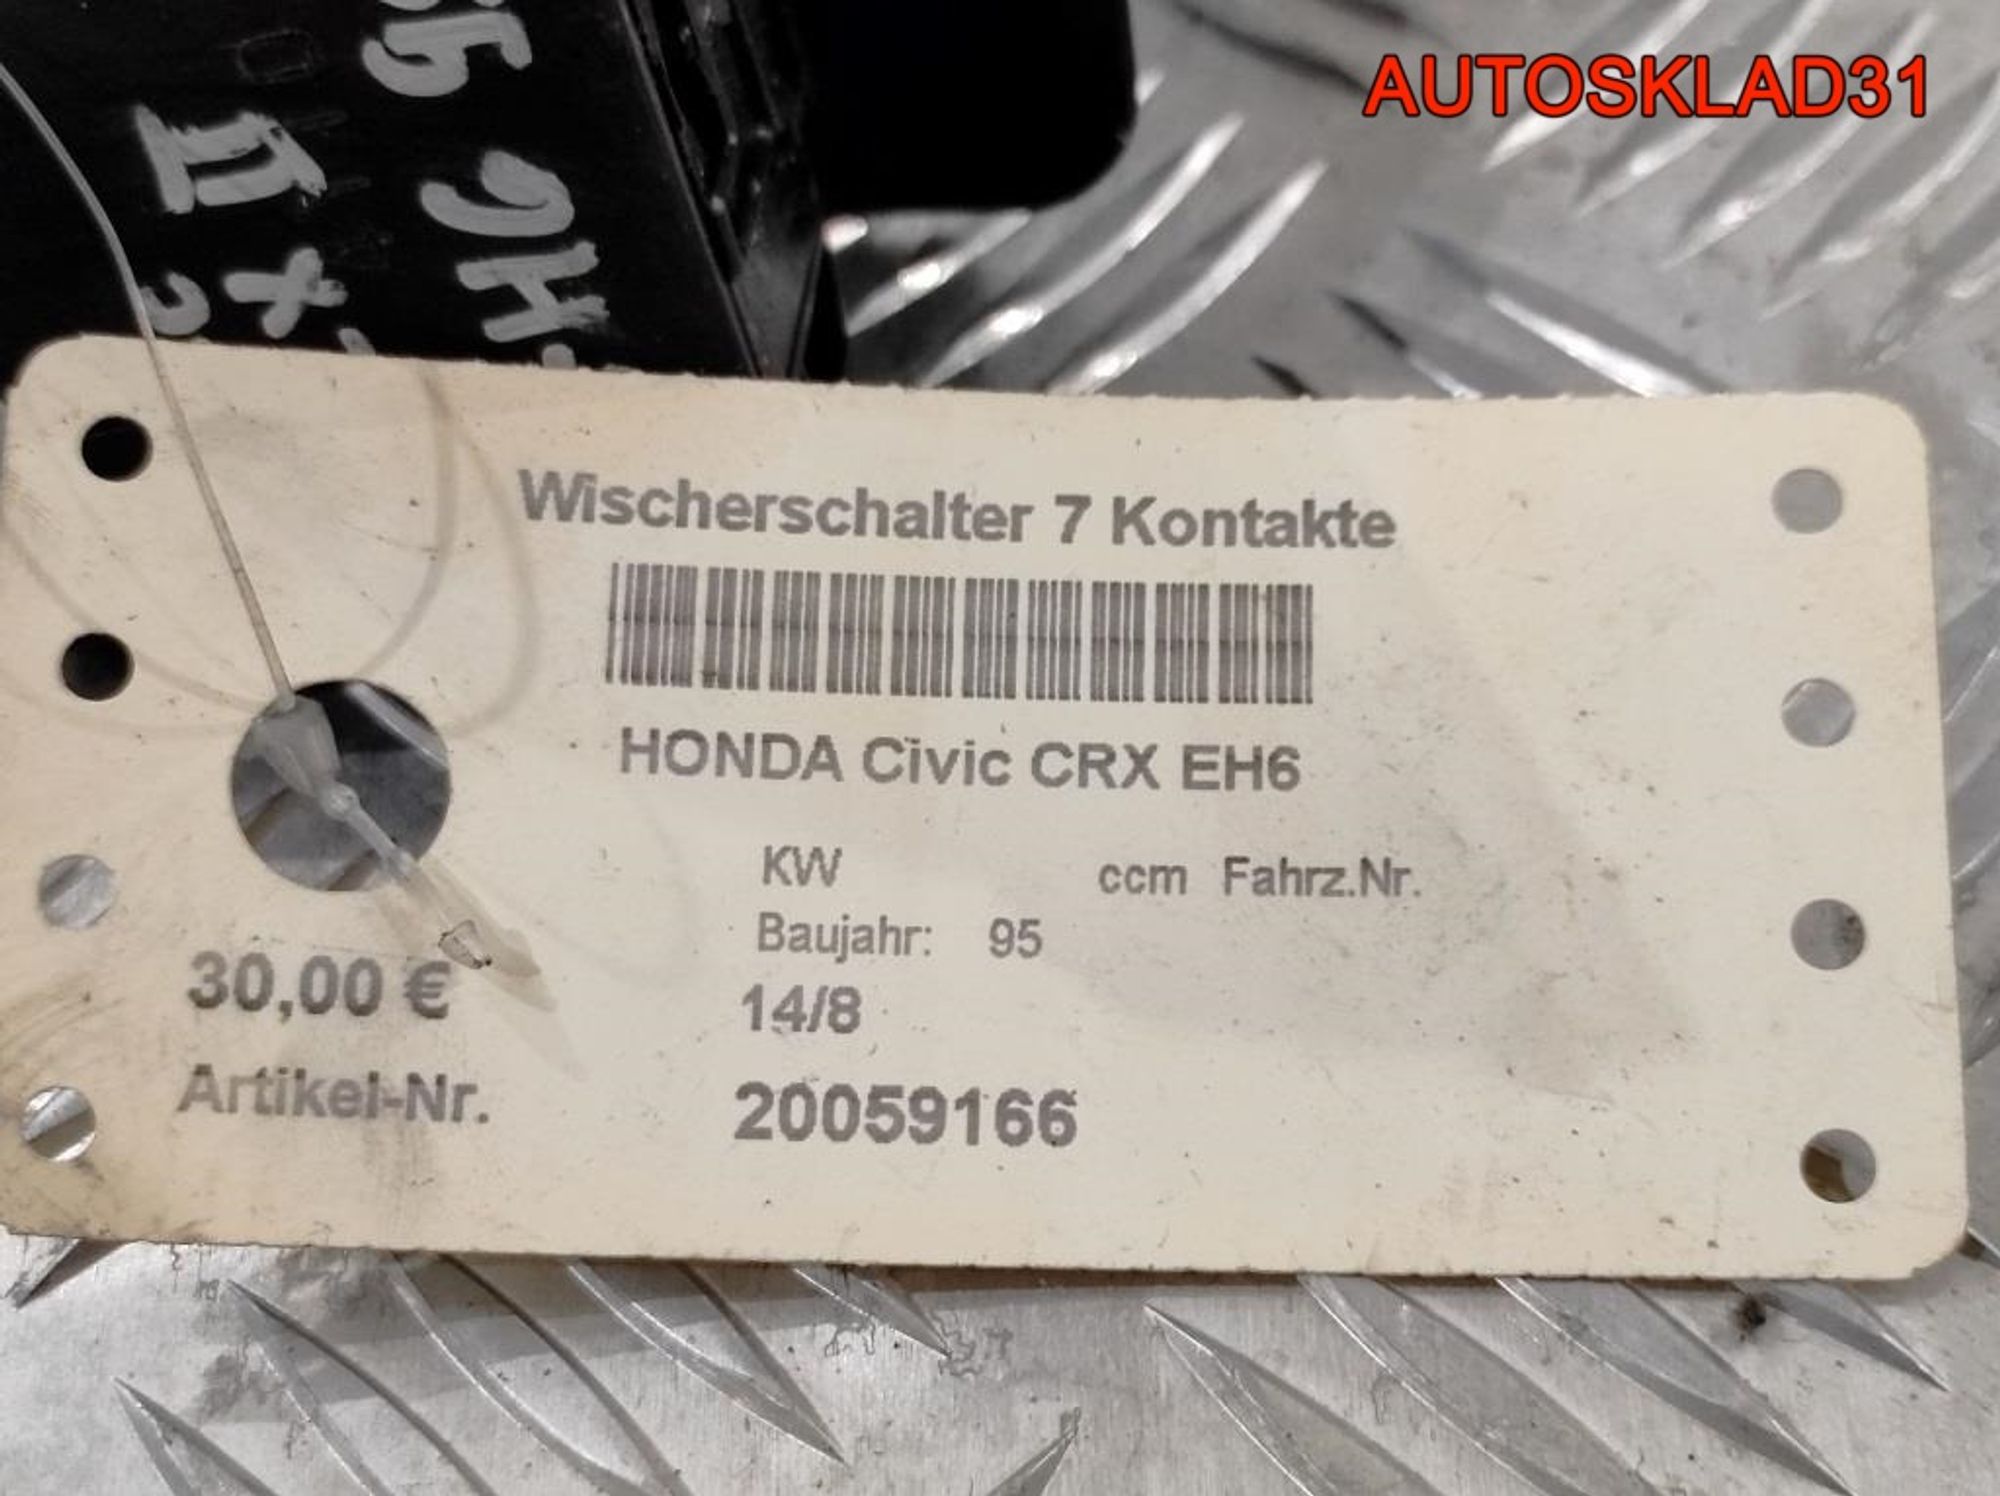 AUTOSKLAD31
Wischerschalter 7 Kontakte
HONDA Civic CRX EH6
KW ccm Fahrz.Nr.
Baujahr: 95
30,00 € 14/8
Artikel-Nr. 20059166